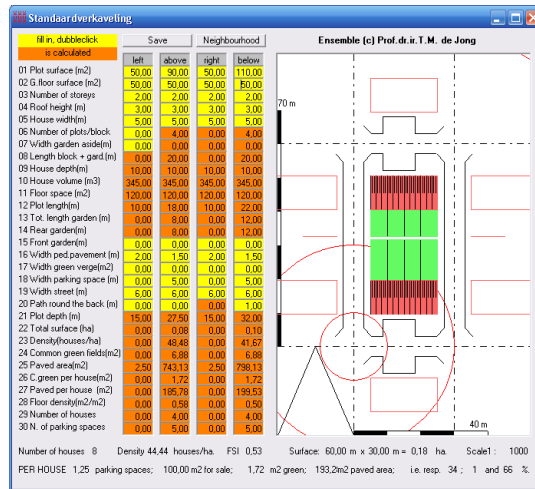 Standaardverkaveling
fill in, dubbleclick
is calculated
Save
Neighbourhood
Ensemble (c) Prof.dr.ir.T.M. de Jong
left above right below
01 Plot surface (m2) 50,00 90,00 50,00 110,00
02 G.floor surface (m2) 50,00 50,00 50,00 50,00
03 Number of storeys 2,00 2,00 2,00 2,00
04 Roof height (m) 3,00 3,00 3,00 3,00
05 House width(m) 5,00 5,00 5,00 5,00
06 Number of plots/block 0,00 4,00 0,00 4,00
07 Width garden aside(m) 0,00 0,00 0,00 0,00
08 Length block + gard.(m) 0,00 20,00 0,00 20,00
09 House depth(m) 10,00 10,00 10,00 10,00
10 House volume (m3) 345,00 345,00 345,00 345,00
11 Floor space (m2) 120,00 120,00 120,00 120,00
12 Plot length(m) 10,00 18,00 10,00 22,00
13 Tot. length garden (m) 0,00 8,00 0,00 12,00
14 Rear garden(m) 0,00 8,00 0,00 12,00
15 Front garden(m) 0,00 0,00 0,00 0,00
16 Width ped.pavement (m) 2,00 1,50 2,00 1,50
17 Width green verge(m2) 0,00 0,00 0,00 0,00
18 Width parking space (m) 0,00 5,00 0,00 5,00
19 Width street (m) 6,00 6,00 6,00 6,00
20 Path round the back (m) 0,00 0,00 0,00 1,00
21 Plot depth (m) 15,00 27,50 15,00 32,00
22 Total surface (ha) 0,00 0,08 0,00 0,10
23 Density(houses/ha) 0,00 48,48 0,00 41,67
24 Common green fields(m2) 0,00 6,88 0,00 6,88
25 Paved area(m2) 2,50 743,13 2,50 798,13
26 C.green per house(m2) 0,00 1,72 0,00 1,72
27 Paved per house (m2) 0,00 185,78 0,00 199,53
28 Floor density(m2/m2) 0,00 0,58 0,00 0,50
29 Number of houses 0,00 4,00 0,00 4,00
30 N. of parking spaces 0,00 5,00 0,00 5,00
70 m
40 m
Number of houses 8 Density 44,44 houses/ha. FSI 0,53 Surface: 60,00 m x 30,00 m = 0,18 ha. Scale1 : 1000
PER HOUSE 1,25 parking spaces; 100,00 m2 for sale; 1,72 m2 green; 193,2m2 paved area; i.e. resp. 34 ; 1 and 66 %.